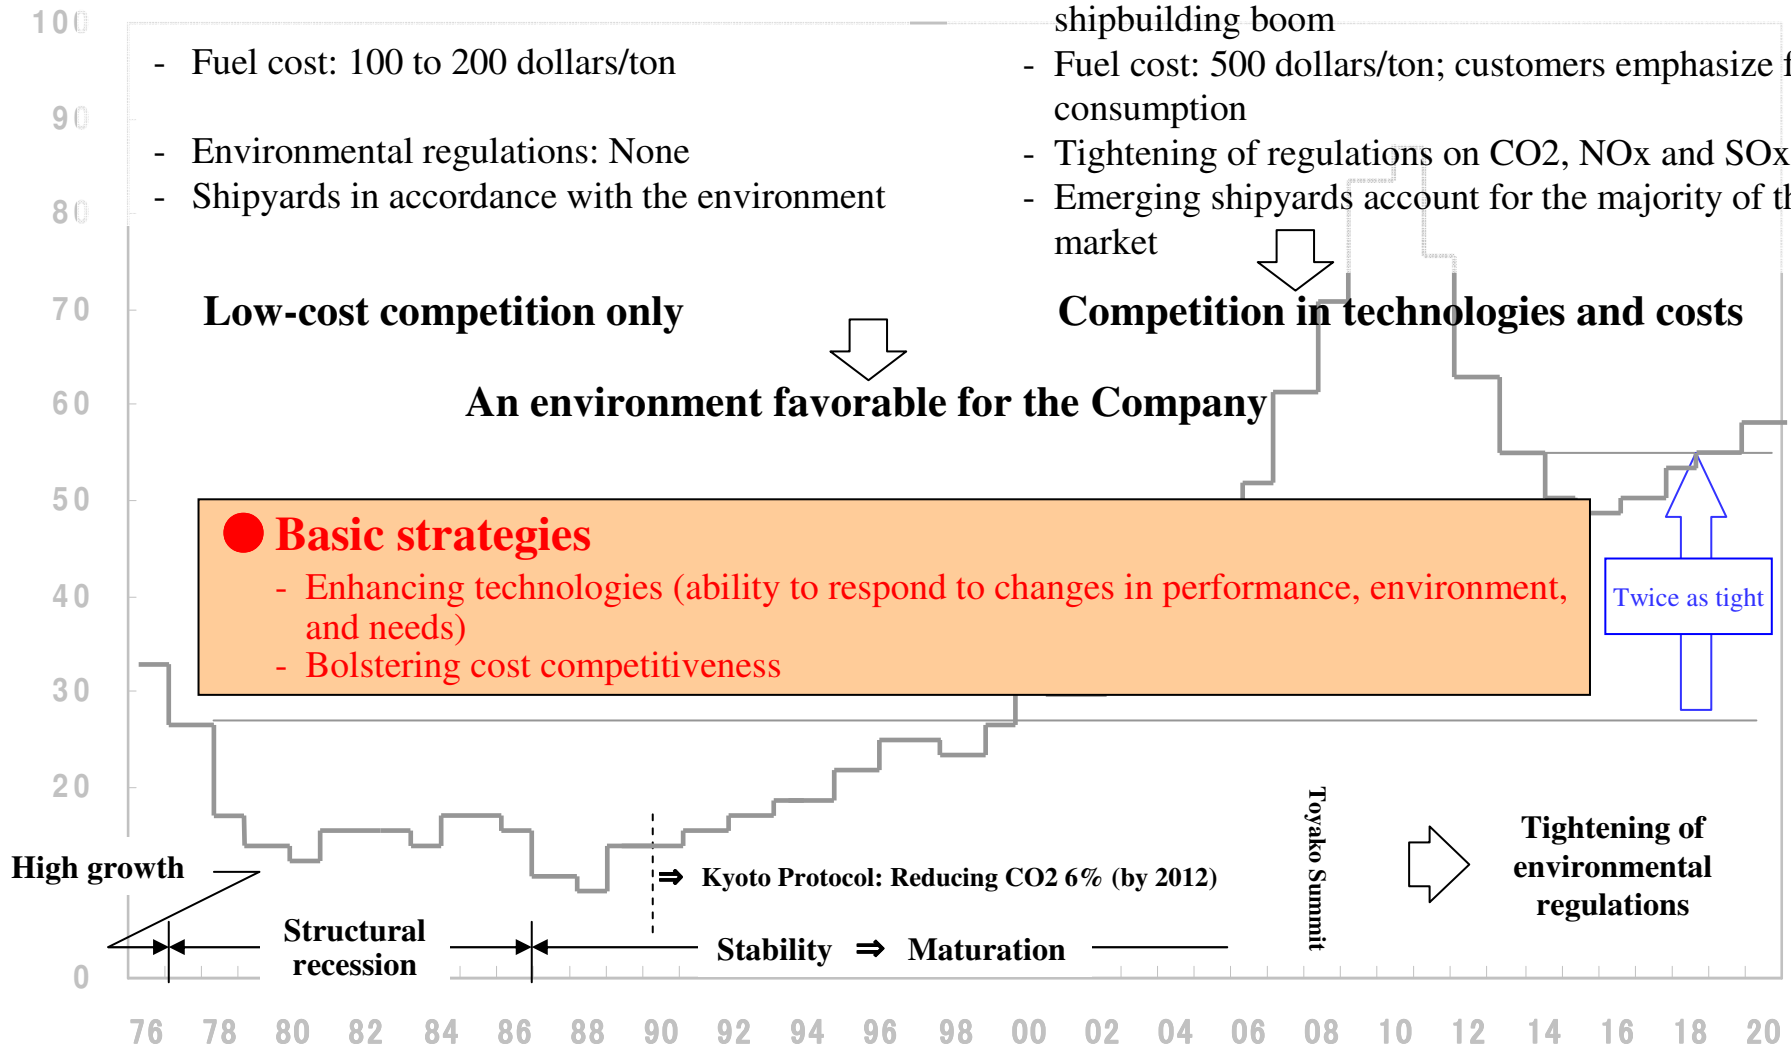 100
90
80
70
60
50
40
30
20
0
- Fuel cost: 100 to 200 dollars/ton
- Environmental regulations: None
- Shipyards in accordance with the environment
shipbuilding boom
- Fuel cost: 500 dollars/ton; customers emphasize
consumption
- Tightening of regulations on CO2, NOx and SOx
- Emerging shipyards account for the majority of
market
Low-cost competition only
Competition in technologies and costs
An environment favorable for the Company
Basic strategies
- Enhancing technologies (ability to respond to changes in performance, environment,
and needs)
- Bolstering cost competitiveness
Twice as tight
High growth
⇒ Kyoto Protocol: Reducing CO2 6% (by 2012)
Toyako Summit
Tightening of
environmental
regulations
Structural
recession
Stability ⇒ Maturation
76 78 80 82 84 86 88 90 92 94 96 98 00 02 04 06 08 10 12 14 16 18 20